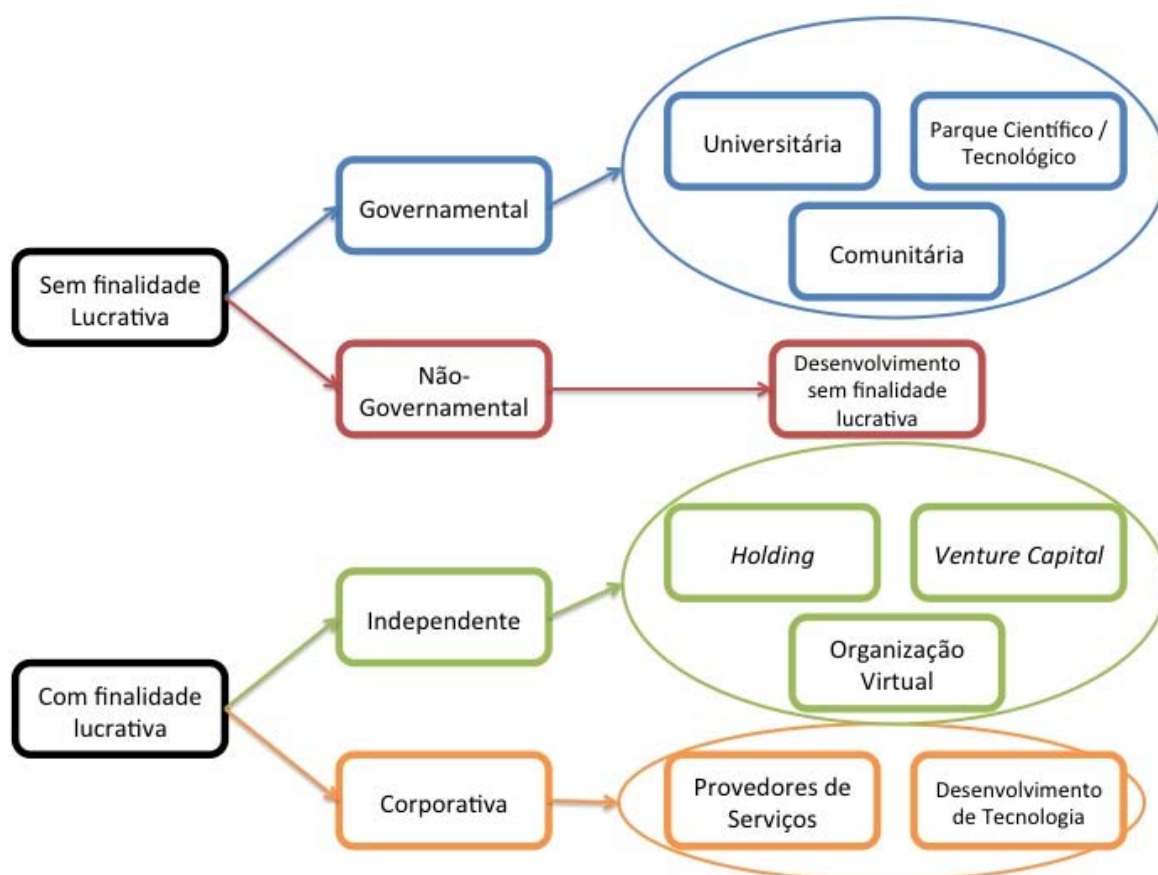 Sem finalidade
Lucrativa
Governamental
Universitária
Parque Científico /
Tecnológico
Comunitária
Não-
Governamental
Desenvolvimento
sem finalidade
lucrativa
Com finalidade
lucrativa
Independente
Holding
Venture Capital
Organização
Virtual
Corporativa
Provedores de
Serviços
Desenvolvimento
de Tecnologia